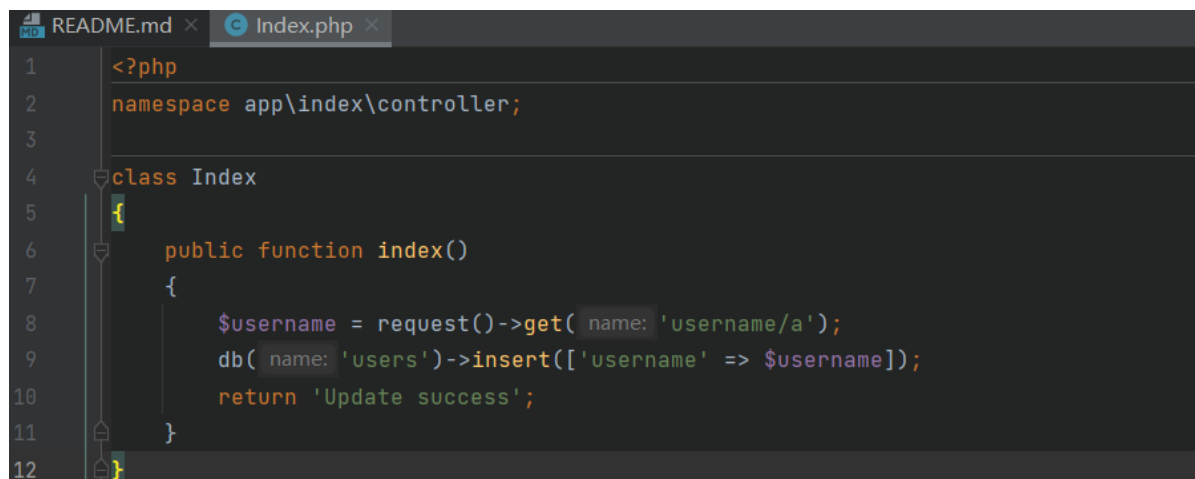 MD README.md × C Index.php ×
1 <?php
2 namespace app\index\controller;
3
4 class Index
5 {
6 public function index()
7 {
8 $username = request()->get( name: 'username/a');
9 db( name: 'users')->insert(['username' => $username]);
10 return 'Update success';
11 }
12 }